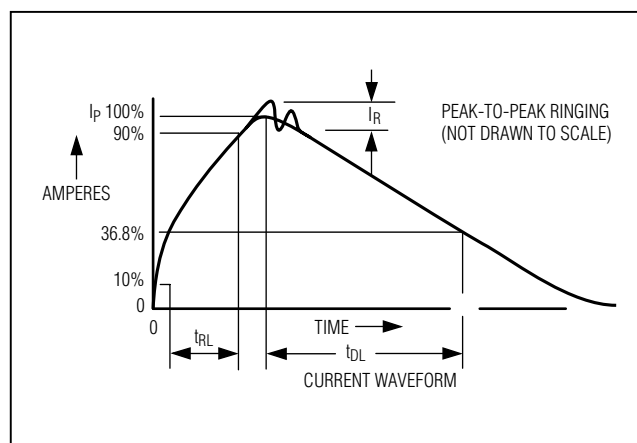 IP 100%
90%
AMPERES
36.8%
10%
0
0
TIME
tRL
tDL
CURRENT WAVEFORM
IR
PEAK-TO-PEAK RINGING
(NOT DRAWN TO SCALE)